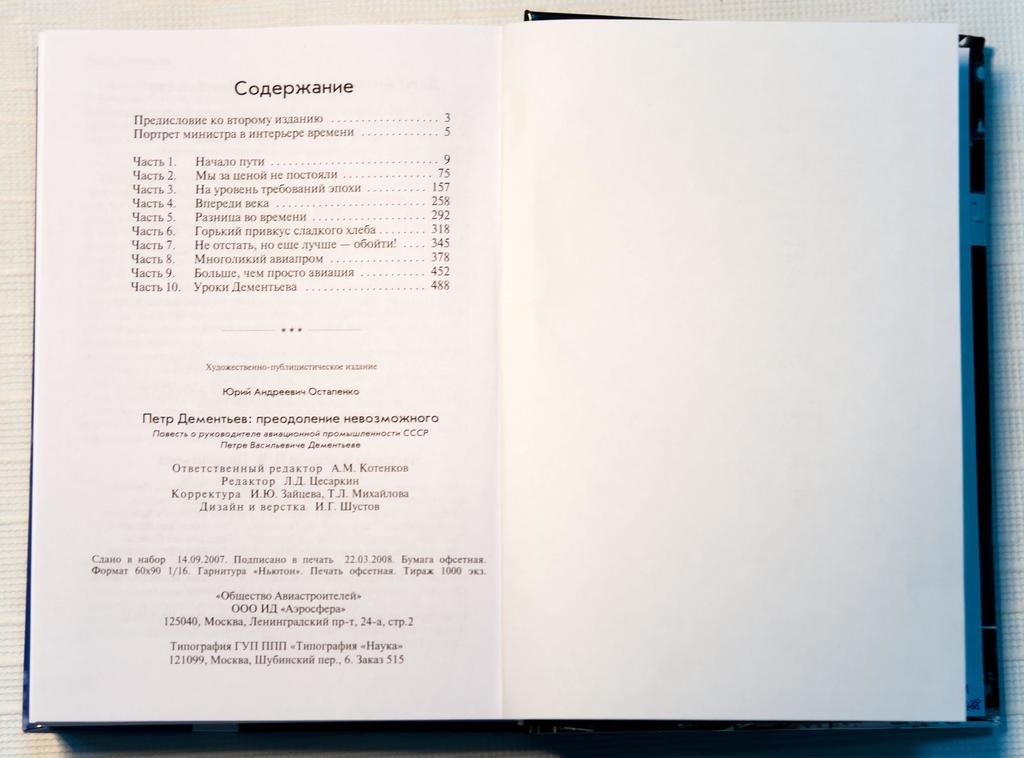 Содержание
Предисловие ко второму изданию .................. 3
Портрет министра в интерьере времени ............. 5
Часть 1. Начало пути ............................ 9
Часть 2. Мы за ценой не постояли ............... 75
Часть 3. На уровень требований эпохи ........... 157
Часть 4. Впереди века .......................... 258
Часть 5. Разница во времени .................... 292
Часть 6. Горький привкус сладкого хлеба ........ 318
Часть 7. Не отстать, но еще лучше — обойти! .... 345
Часть 8. Многоликий авиапром ................... 378
Часть 9. Больше, чем просто авиация ............ 452
Часть 10. Уроки Дементьева ..................... 488
***
Художественно-публицистическое издание
Юрий Андреевич Остапенко
Петр Дементьев: преодоление невозможного
Повесть о руководителе авиационной промышленности СССР
Петре Васильевиче Дементьеве
Ответственный редактор А.М. Котенков
Редактор Л.Д. Цесаркин
Корректура И.Ю. Зайцева, Т.Л. Михайлова
Дизайн и верстка И.Г. Шустов
Сдано в набор 14.09.2007. Подписано в печать 22.03.2008. Бумага офсетная.
Формат 60х90 1/16. Гарнитура «Ньютон». Печать офсетная. Тираж 1000 экз.
«Общество Авиастроителей»
ООО ИД «Аэросфера»
125040, Москва, Ленинградский пр-т, 24-а, стр.2
Типография ГУП ППП «Типография «Наука»
121099, Москва, Шубинский пер., 6. Заказ 515